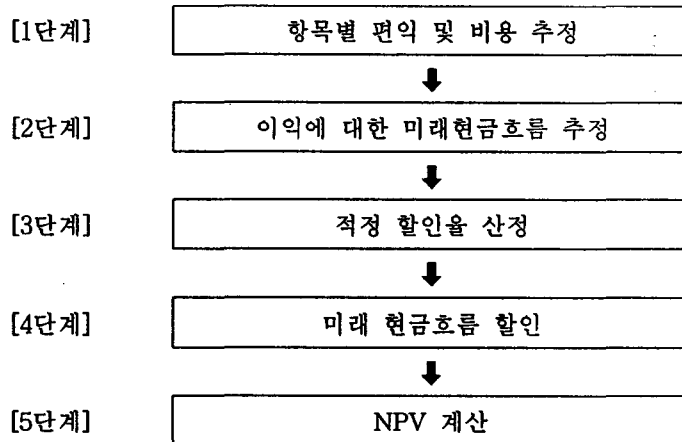 [1단계] 항목별 편익 및 비용 추정
[2단계] 이익에 대한 미래현금흐름 추정
[3단계] 적정 할인율 산정
[4단계] 미래 현금흐름 할인
[5단계] NPV 계산